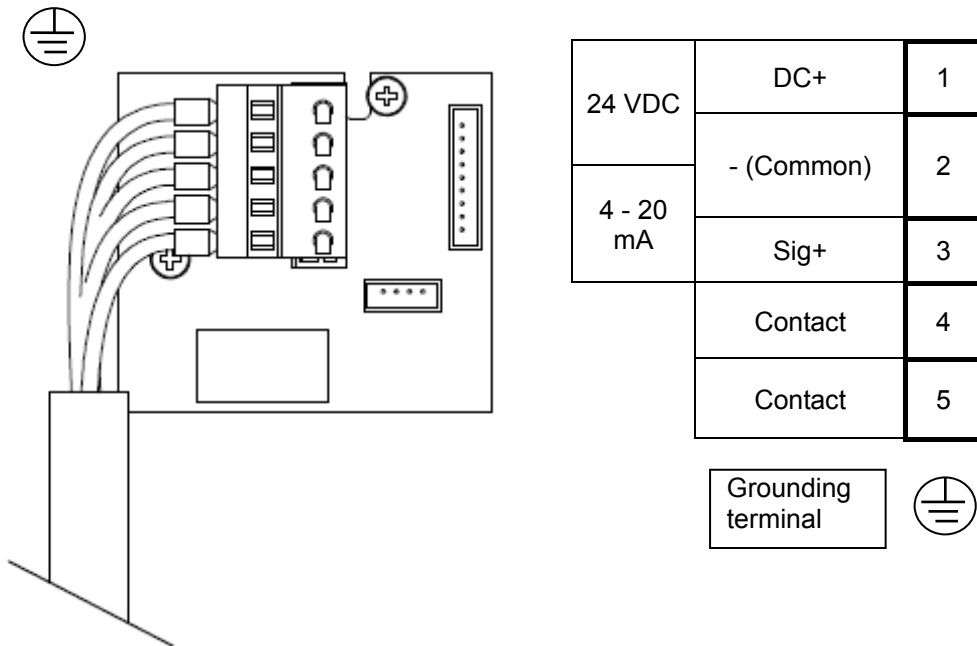 24 VDC
DC+
1
- (Common)
2
4 - 20
mA
Sig+
3
Contact
4
Contact
5
Grounding
terminal